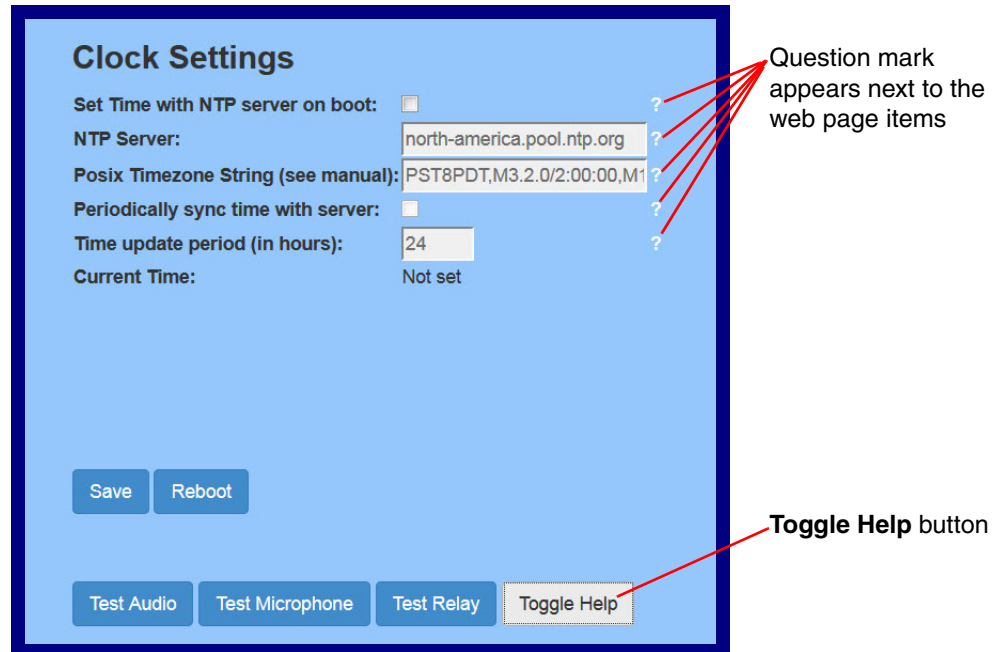 Clock Settings
Set Time with NTP server on boot: ?
NTP Server: north-america.pool.ntp.org ?
Posix Timezone String (see manual): PST8PDT,M3.2.0/2:00:00,M1 ?
Periodically sync time with server: ?
Time update period (in hours): 24 ?
Current Time: Not set
Save Reboot
Test Audio Test Microphone Test Relay Toggle Help
Question mark
appears next to the
web page items
Toggle Help button